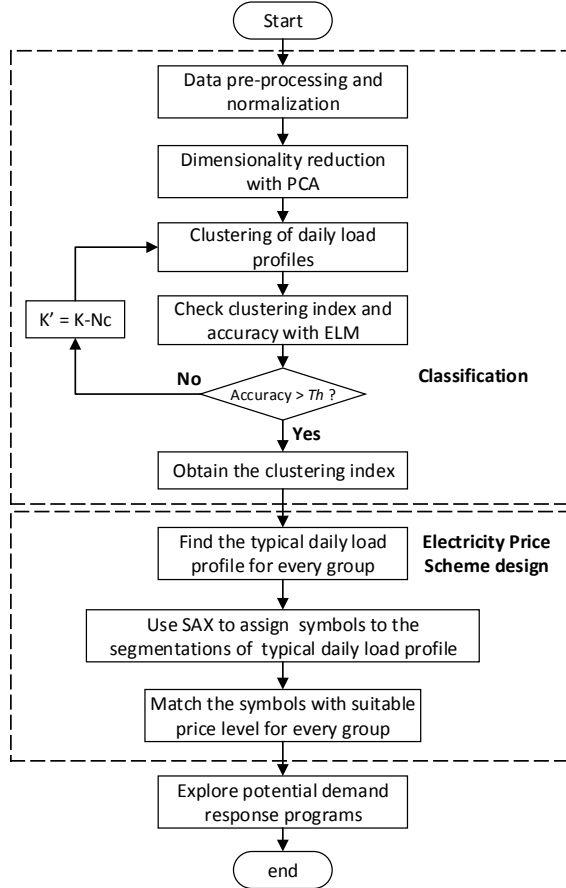 Start
Data pre-processing and
normalization
Dimensionality reduction
with PCA
Clustering of daily load
profiles
K’ = K-Nc
Check clustering index and
accuracy with ELM
No
Accuracy > Th ?
Classification
Yes
Obtain the clustering index
Find the typical daily load
profile for every group
Electricity Price
Scheme design
Use SAX to assign symbols to the
segmentations of typical daily load profile
Match the symbols with suitable
price level for every group
Explore potential demand
response programs
end